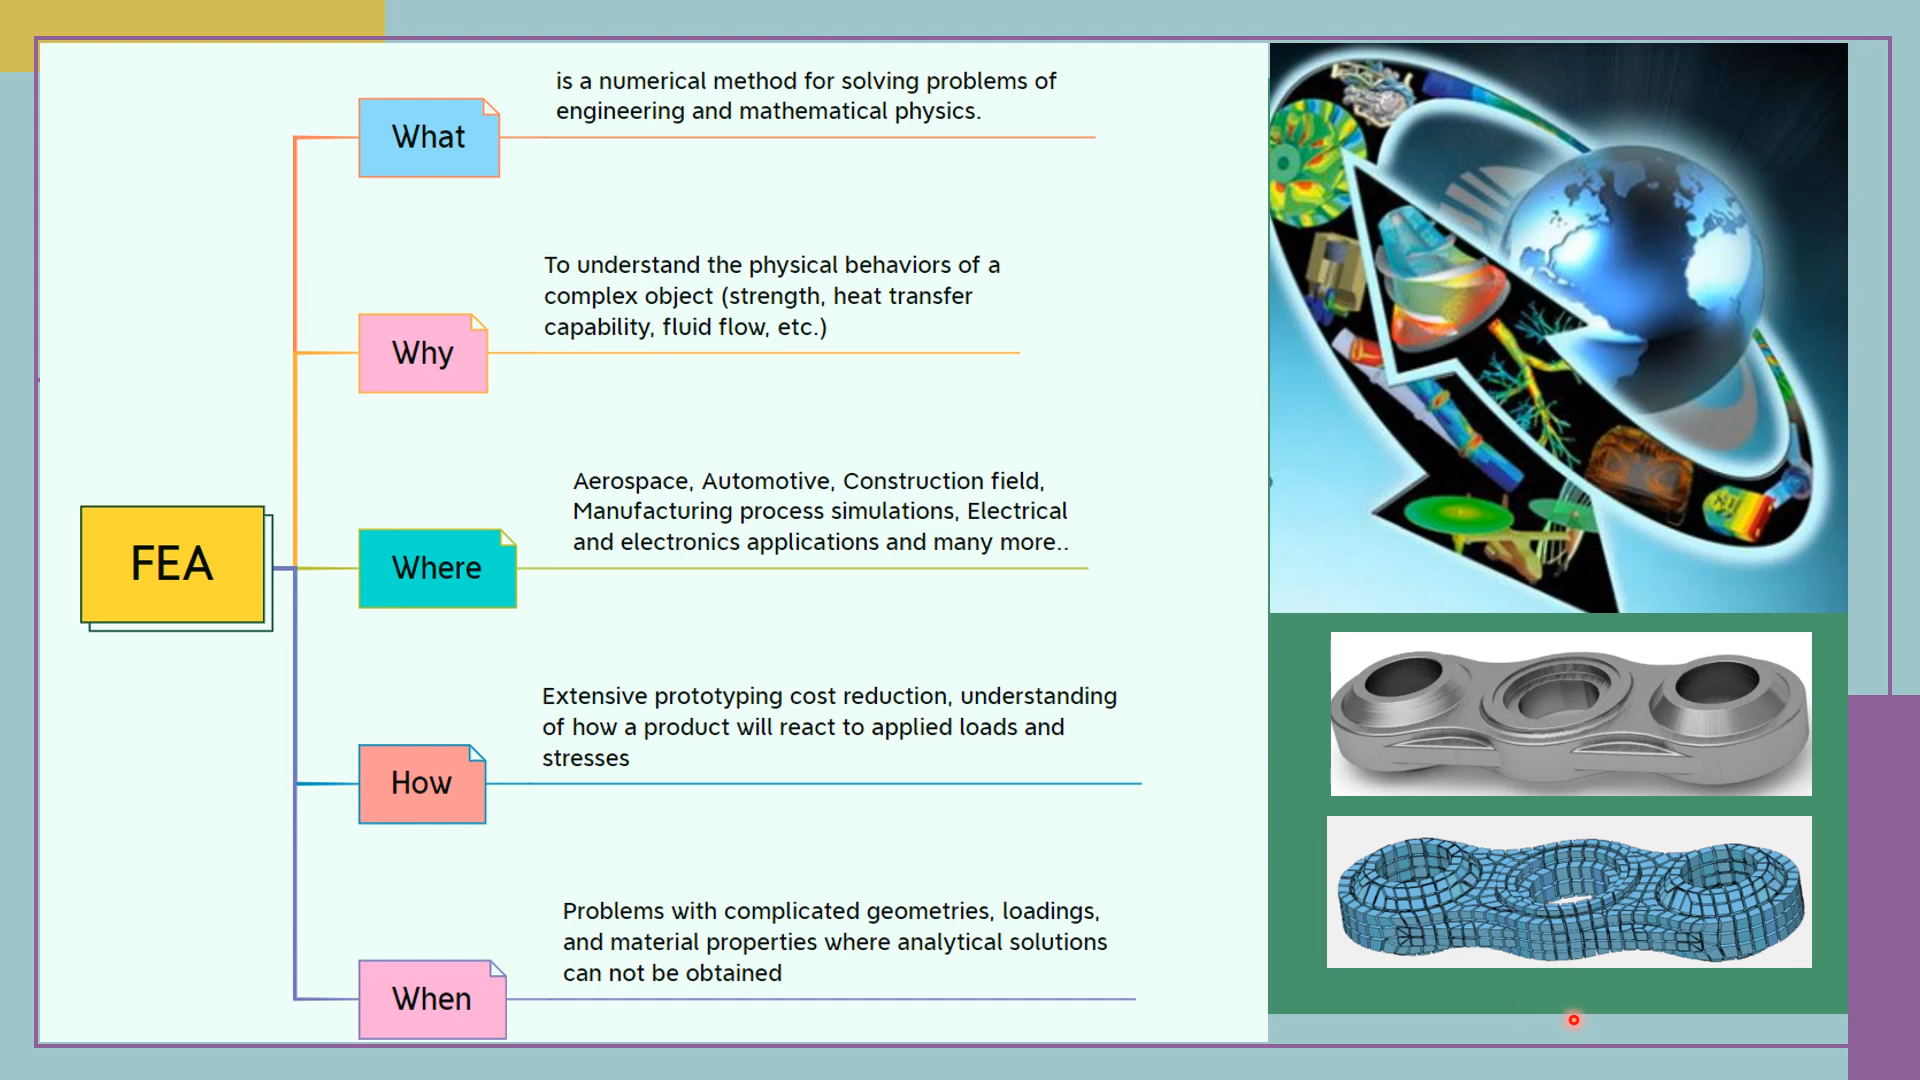 is a numerical method for solving problems of
engineering and mathematical physics.
What
To understand the physical behaviors of a
complex object (strength, heat transfer
capability, fluid flow, etc.)
Why
Aerospace, Automotive, Construction field,
Manufacturing process simulations, Electrical
and electronics applications and many more..
FEA
Where
Extensive prototyping cost reduction, understanding
of how a product will react to applied loads and
stresses
How
Problems with complicated geometries, loadings,
and material properties where analytical solutions
can not be obtained
When